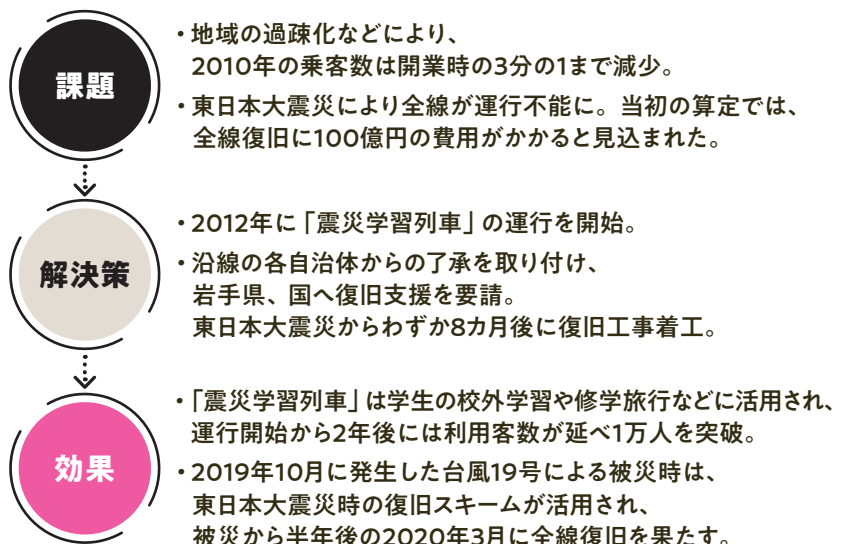 課題
・地域の過疎化などにより、
2010年の乗客数は開業時の3分の1まで減少。
・東日本大震災により全線が運行不能に。当初の算定では、
全線復旧に100億円の費用がかかると見込まれた。
解決策
・2012年に「震災学習列車」の運行を開始。
・沿線の各自治体からの了承を取り付け、
岩手県、国へ復旧支援を要請。
東日本大震災からわずか8カ月後に復旧工事着工。
効果
・「震災学習列車」は学生の校外学習や修学旅行などに活用され、
運行開始から2年後には利用客数が延べ1万人を突破。
・2019年10月に発生した台風19号による被災時は、
東日本大震災時の復旧スキームが活用され、
被災から半年後の2020年3月に全線復旧を果たす。